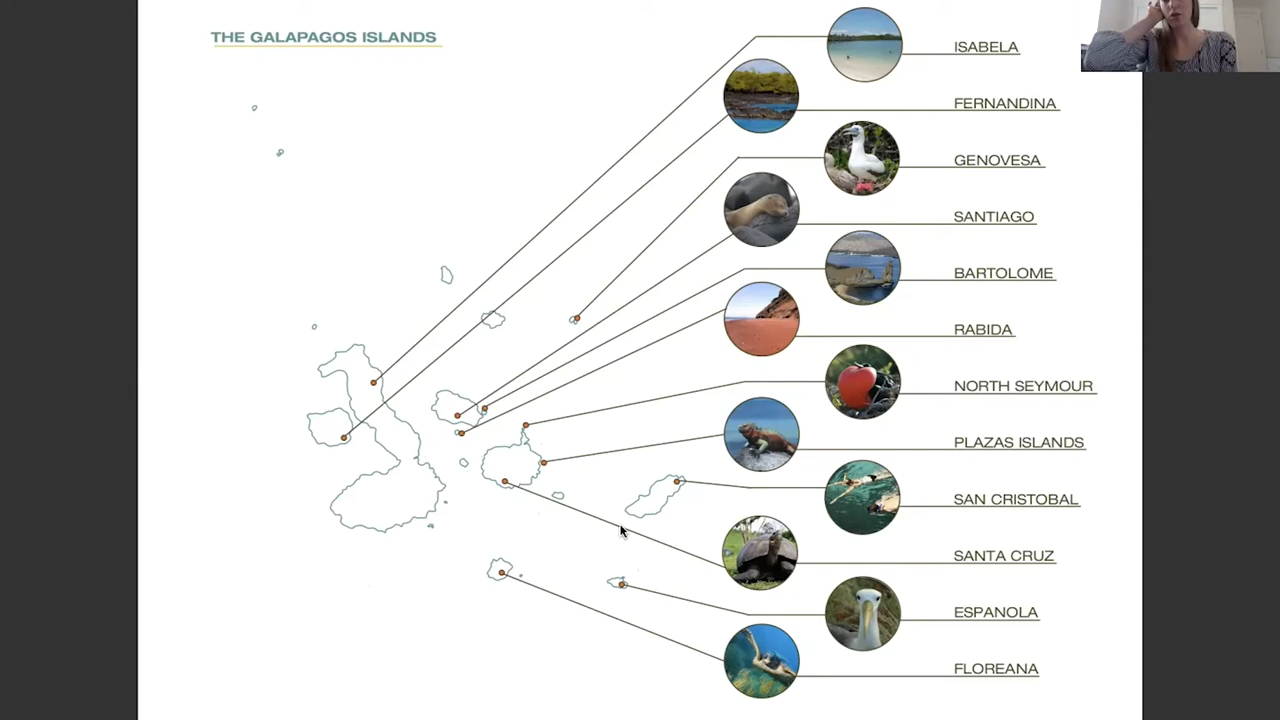 THE GALAPAGOS ISLANDS
ISABELA
FERNANDINA
GENOVESA
SANTIAGO
BARTOLOME
RABIDA
NORTH SEYMOUR
PLAZAS ISLANDS
SAN CRISTOBAL
SANTA CRUZ
ESPANOLA
FLOREANA